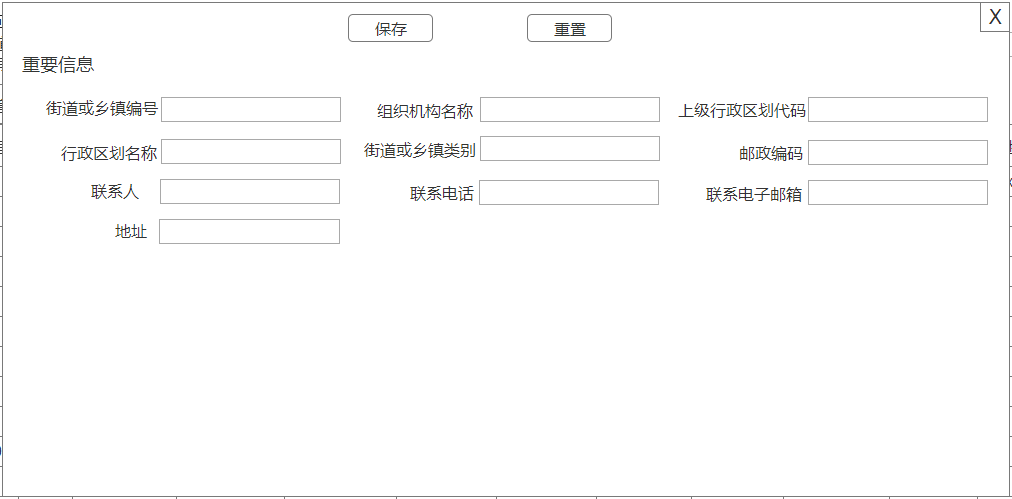 保存 重置 X
重要信息
街道或乡镇编号 组织机构名称 上级行政区划代码
行政区划名称 街道或乡镇类别 邮政编码
联系人 联系电话 联系电子邮箱
地址